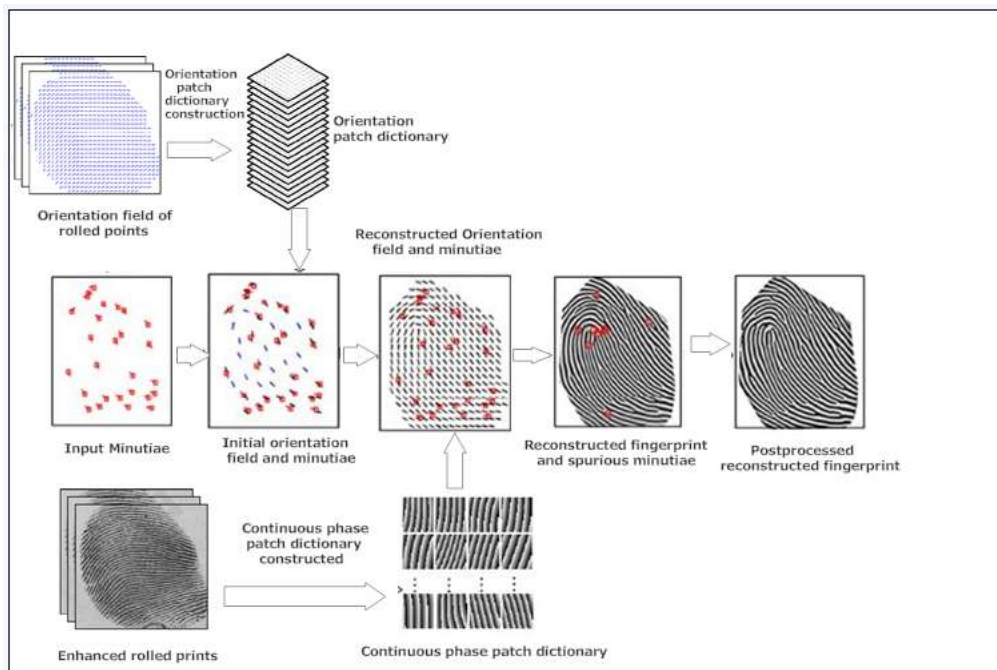 Orientation
patch
dictionary
construction
Orientation
patch dictionary
Orientation field of
rolled points
Reconstructed Orientation
field and minutiae
Input Minutiae
Initial orientation
field and minutiae
Reconstructed fingerprint
and spurious minutiae
Postprocessed
reconstructed fingerprint
Continuous phase
patch dictionary
constructed
Enhanced rolled prints
Continuous phase patch dictionary